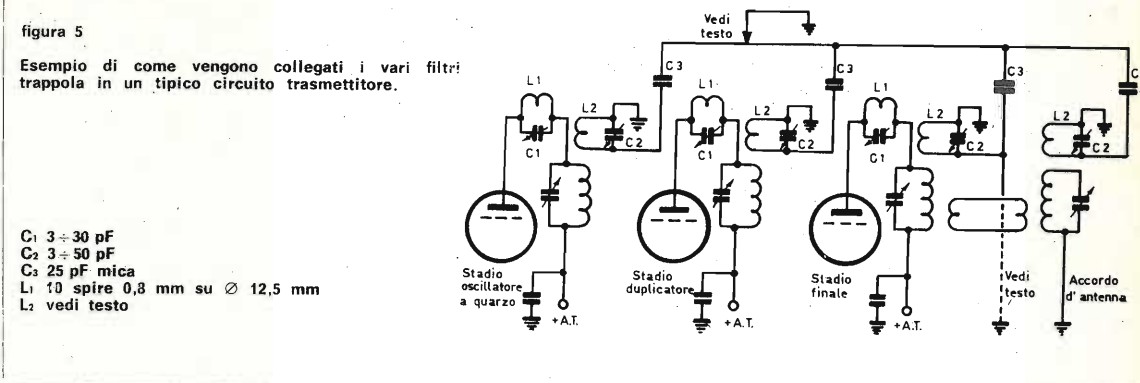 figura 5
Esempio di come vengono collegati i vari filtri
trappola in un tipico circuito trasmettitore.
C1 3÷30 pF
C2 3÷50 pF
C3 25 pF mica
L1 10 spire 0,8 mm su ∅ 12,5 mm
L2 vedi testo
Vedi
testo
L1
C1
L2
C2
C3
Stadio
oscillatore
a quarzo
+A.T.
L1
C1
L2
C2
C3
Stadio
duplicatore
+A.T.
L1
C1
L2
C2
C3
Stadio
finale
+A.T.
Vedi
testo
L2
C2
C
Accordo
d'antenna